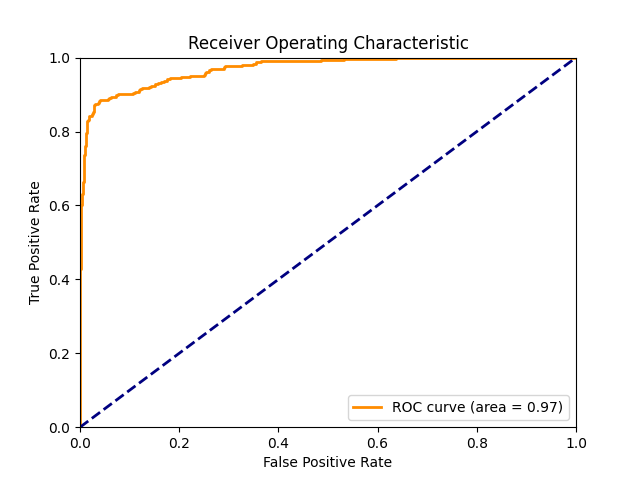 Receiver Operating Characteristic
True Positive Rate
1.0
0.8
0.6
0.4
0.2
0.0
ROC curve (area = 0.97)
0.0 0.2 0.4 0.6 0.8 1.0
False Positive Rate